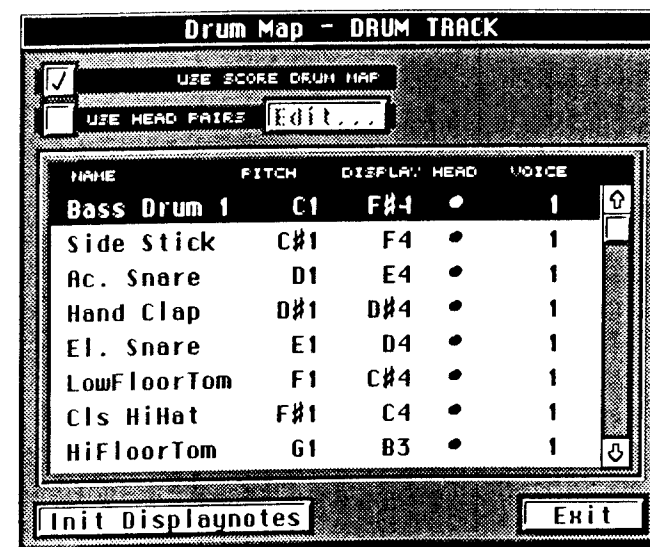 Drum Map - DRUM TRACK
USE SCORE DRUM MAP
USE HEAD PAIRS Edit...
NAME PITCH DISPLAY HEAD VOICE
Bass Drum 1 C1 F#4 1
Side Stick C#1 F4 1
Ac. Snare D1 E4 1
Hand Clap D#1 D#4 1
El. Snare E1 D4 1
LowFloorTom F1 C#4 1
Cls HiHat F#1 C4 1
HiFloorTom G1 B3 1
Init Displaynotes Exit